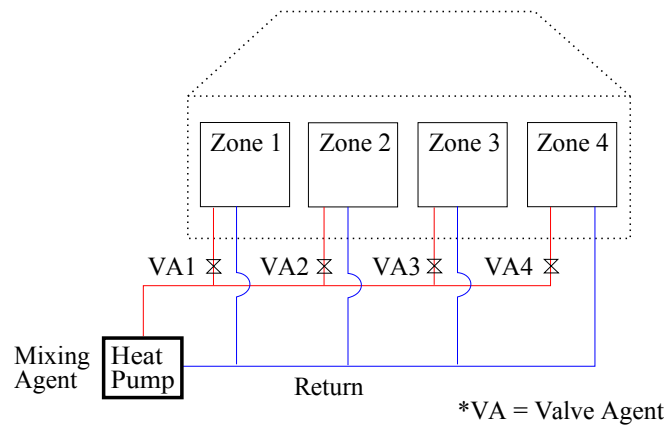 Zone 1
Zone 2
Zone 3
Zone 4
VA1
VA2
VA3
VA4
Mixing
Agent
Heat
Pump
Return
*VA = Valve Agent